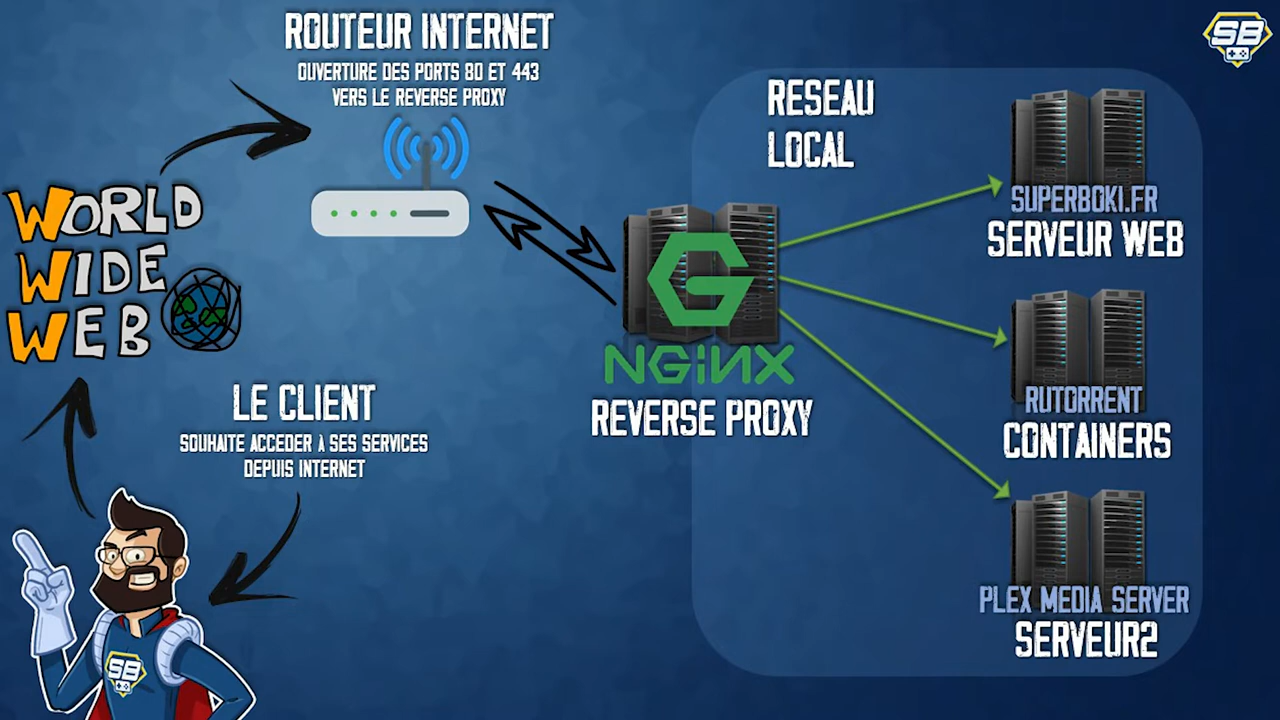 ROUTEUR INTERNET
OUVERTURE DES PORTS 80 ET 443
VERS LE REVERSE PROXY
SB
RESEAU
LOCAL
WORLD
WIDE
WEB
SUPERBOKI.FR
SERVEUR WEB
NGiNX
REVERSE PROXY
RUTORRENT
CONTAINERS
LE CLIENT
SOUHAITE ACCEDER à SES SERVICES
DEPUIS INTERNET
PLEX MEDIA SERVER
SERVEUR2
SB